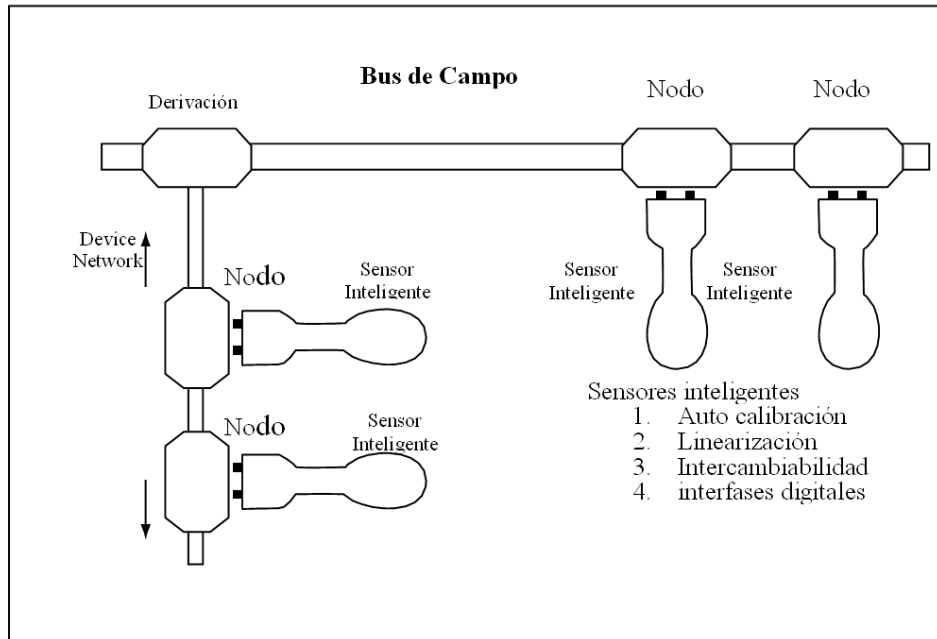 Bus de Campo
Derivación
Nodo
Nodo
Device
Network
Nodo
Sensor
Inteligente
Sensor
Inteligente
Sensor
Inteligente
Nodo
Sensor
Inteligente
Sensores inteligentes
1. Auto calibración
2. Linearización
3. Intercambiabilidad
4. interfases digitales